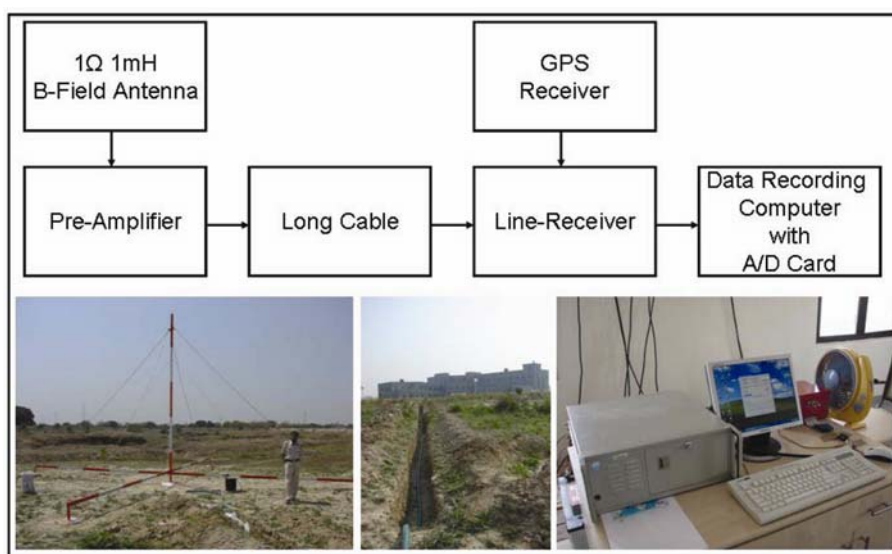 1Ω 1mH
B-Field Antenna
GPS
Receiver
Pre-Amplifier
Long Cable
Line-Receiver
Data Recording
Computer
with
A/D Card